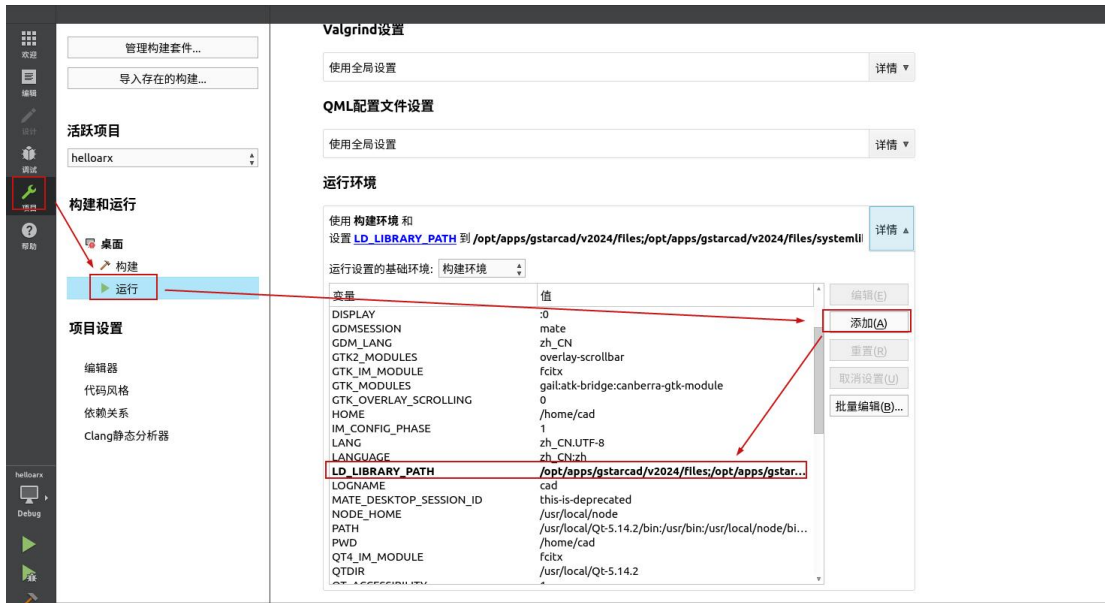 欢迎
编辑
设计
调试
项目
帮助
helloarx
Debug
管理构建套件...
导入存在的构建...
活跃项目
helloarx
构建和运行
桌面
构建
运行
项目设置
编辑器
代码风格
依赖关系
Clang静态分析器
Valgrind设置
使用全局设置 详情
QML配置文件设置
使用全局设置 详情
运行环境
使用 构建环境 和
设置 LD_LIBRARY_PATH 到 /opt/apps/gstarcad/v2024/files;/opt/apps/gstarcad/v2024/files/systemli 详情
运行设置的基础环境: 构建环境
变量 值
DISPLAY :0
GDMSESSION mate
GDM_LANG zh_CN
GTK2_MODULES overlay-scrollbar
GTK_IM_MODULE fcitx
GTK_MODULES gail:atk-bridge:canberra-gtk-module
GTK_OVERLAY_SCROLLING 0
HOME /home/cad
IM_CONFIG_PHASE 1
LANG zh_CN.UTF-8
LANGUAGE zh_CN:zh
LD_LIBRARY_PATH /opt/apps/gstarcad/v2024/files;/opt/apps/gstar...
LOGNAME cad
MATE_DESKTOP_SESSION_ID this-is-deprecated
NODE_HOME /usr/local/node
PATH /usr/local/Qt-5.14.2/bin:/usr/bin:/usr/local/node/bi...
PWD /home/cad
QT4_IM_MODULE fcitx
QTDIR /usr/local/Qt-5.14.2
编辑(E)
添加(A)
重置(R)
取消设置(U)
批量编辑(B)...